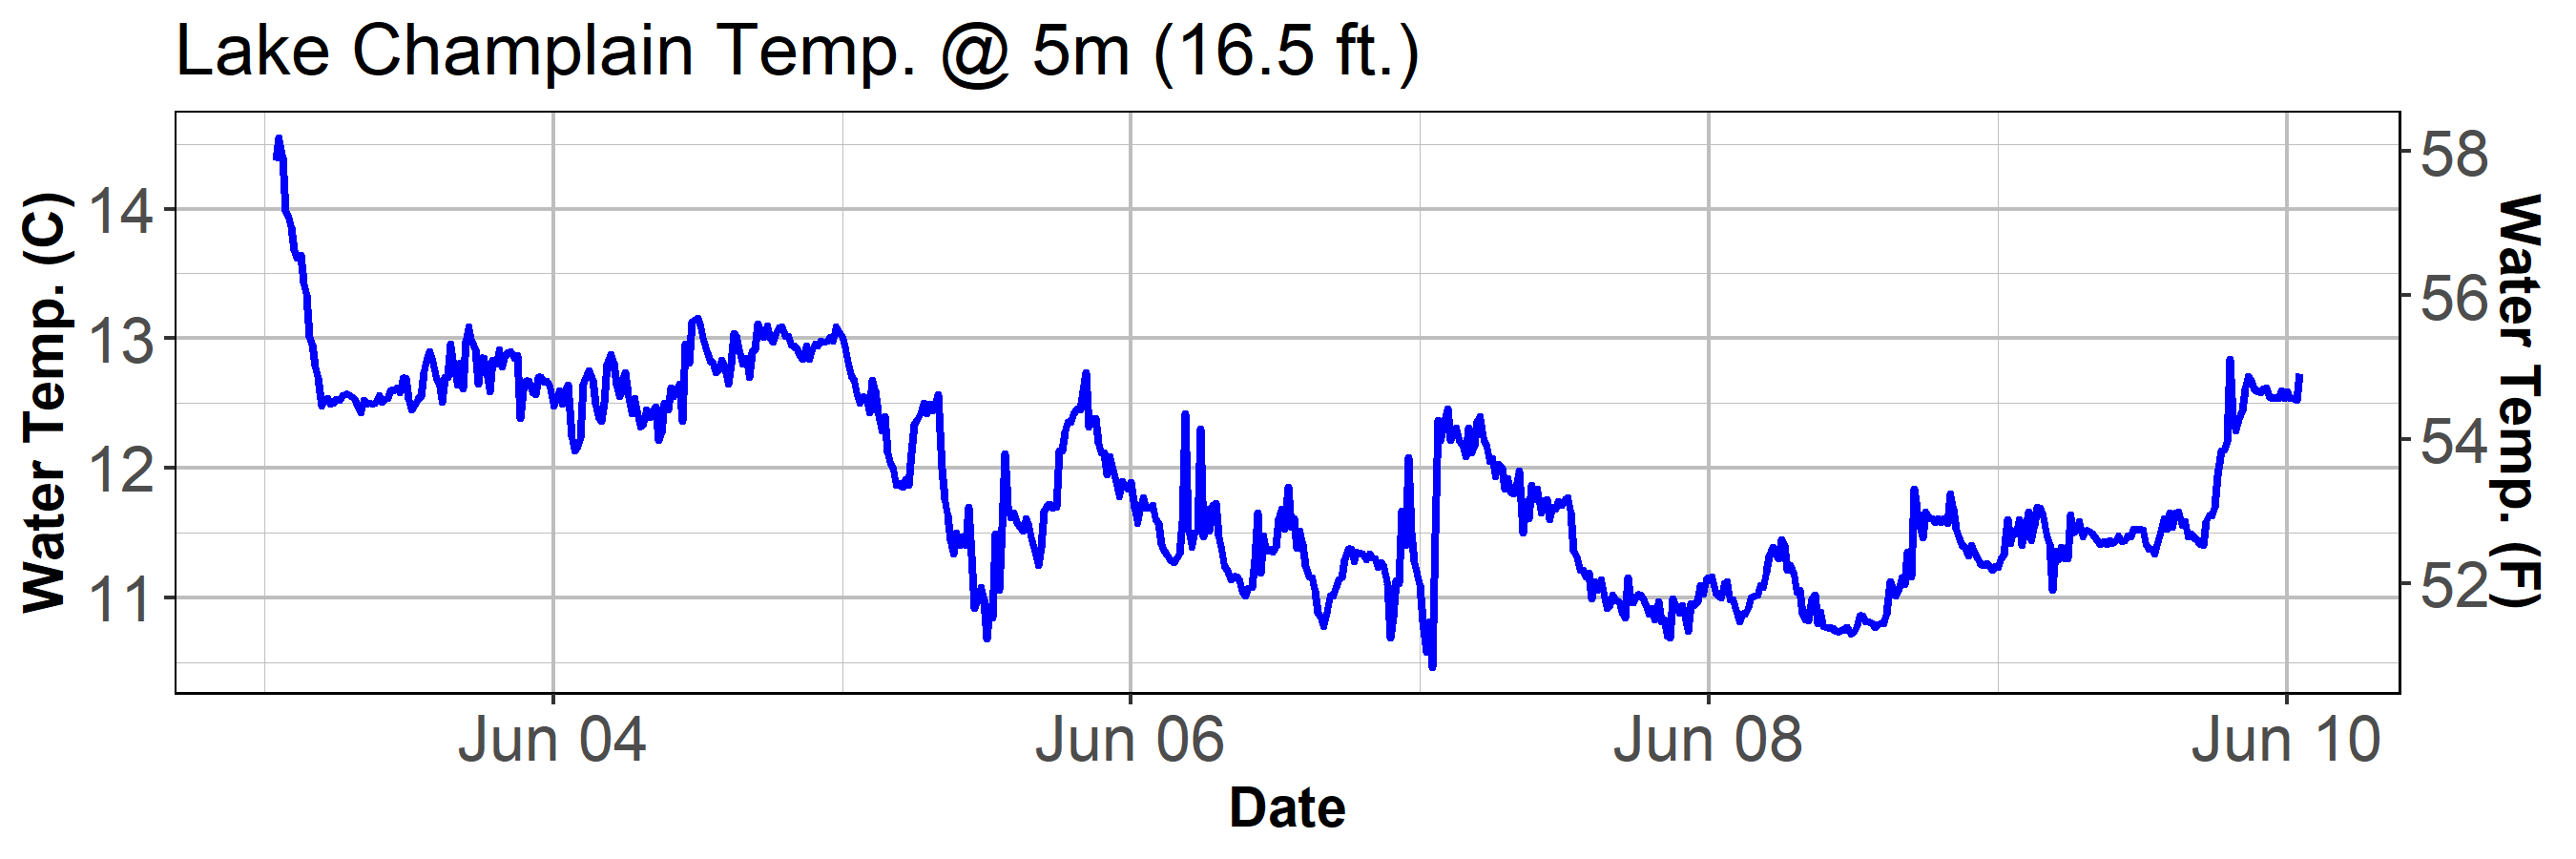 Lake Champlain Temp. @ 5m (16.5 ft.)
Water Temp. (C)
14
13
12
11
58
56
54
52
Water Temp. (F)
Jun 04 Jun 06 Jun 08 Jun 10
Date